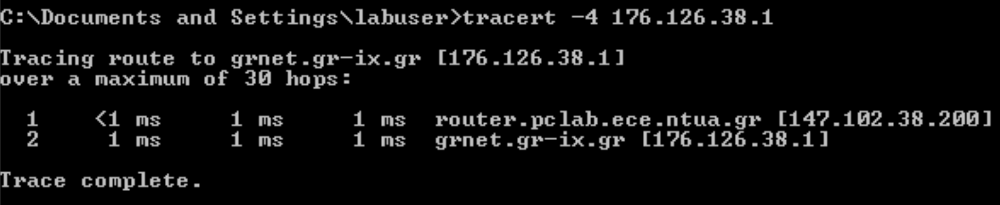 C:\Documents and Settings\labuser>tracert -4 176.126.38.1
Tracing route to grnet.gr-ix.gr [176.126.38.1]
over a maximum of 30 hops:
1 <1 ms 1 ms 1 ms router.pclab.ece.ntua.gr [147.102.38.200]
2 1 ms 1 ms 1 ms grnet.gr-ix.gr [176.126.38.1]
Trace complete.